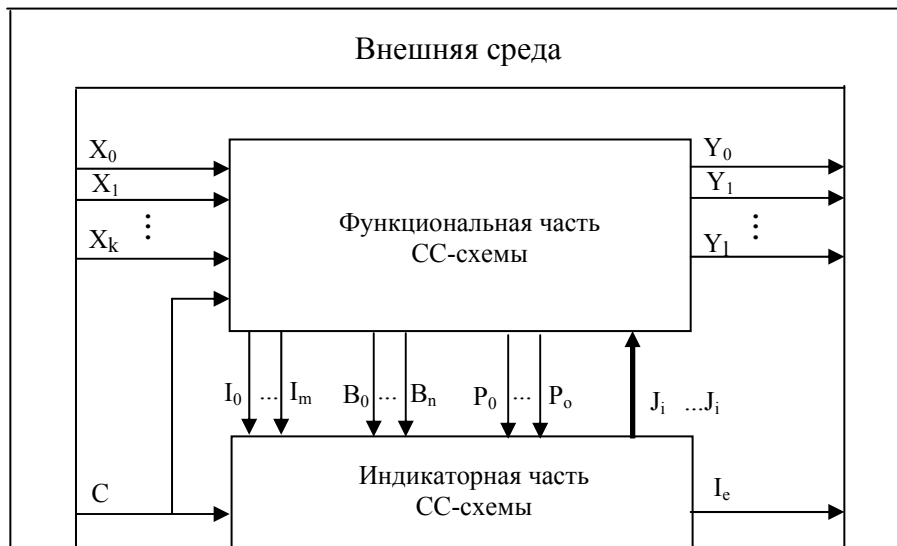 Внешняя среда
X₀
Y₀
X₁
Y₁
⋮
⋮
Функциональная часть
СС-схемы
Xₖ
Yₗ
I₀ ... Iₘ
B₀ ... Bₙ
P₀ ... Pₒ
Jᵢ ...Jᵢ
Индикаторная часть
СС-схемы
C
Iₑ